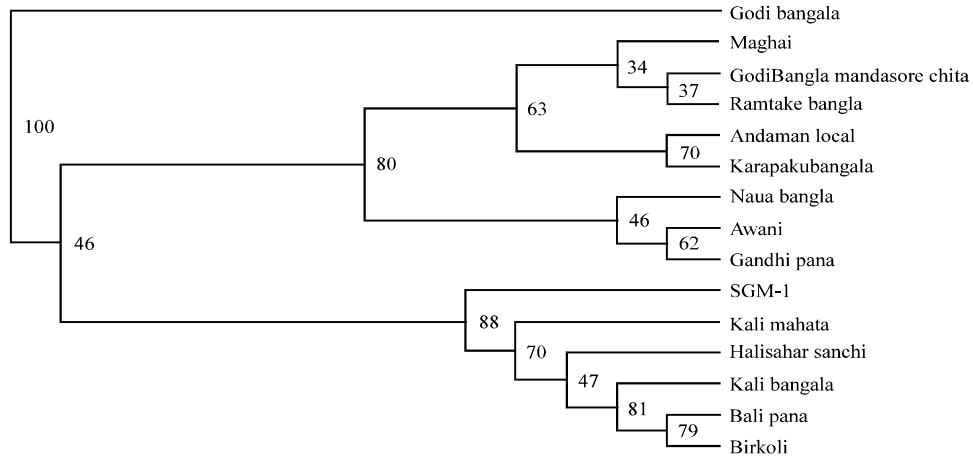 Godi bangala
Maghai
34
GodiBangla mandasore chita
37
Ramtake bangla
63
100
Andaman local
70
80
Karapakubangala
Naua bangla
46
Awani
46
62
Gandhi pana
SGM-1
88
Kali mahata
70
Halisahar sanchi
47
Kali bangala
81
Bali pana
79
Birkoli